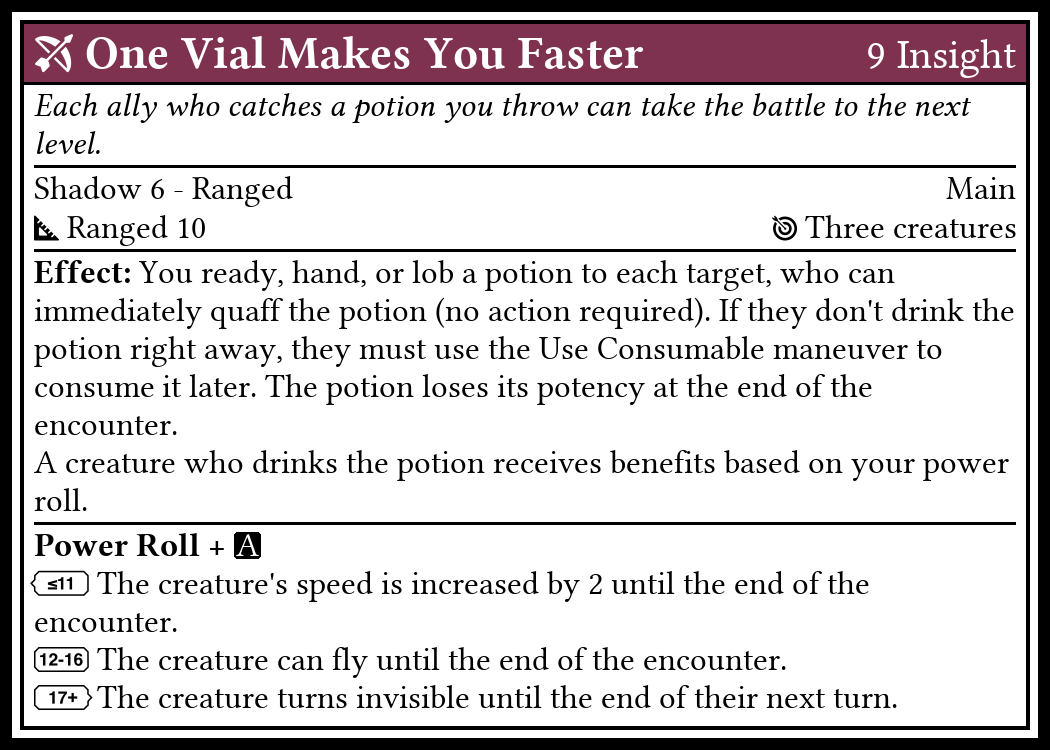 One Vial Makes You Faster 9 Insight
Each ally who catches a potion you throw can take the battle to the next
level.
Shadow 6 - Ranged Main
Ranged 10 Three creatures
Effect: You ready, hand, or lob a potion to each target, who can
immediately quaff the potion (no action required). If they don't drink the
potion right away, they must use the Use Consumable maneuver to
consume it later. The potion loses its potency at the end of the
encounter.
A creature who drinks the potion receives benefits based on your power
roll.
Power Roll + A
≤11 The creature's speed is increased by 2 until the end of the
encounter.
12-16 The creature can fly until the end of the encounter.
17+ The creature turns invisible until the end of their next turn.